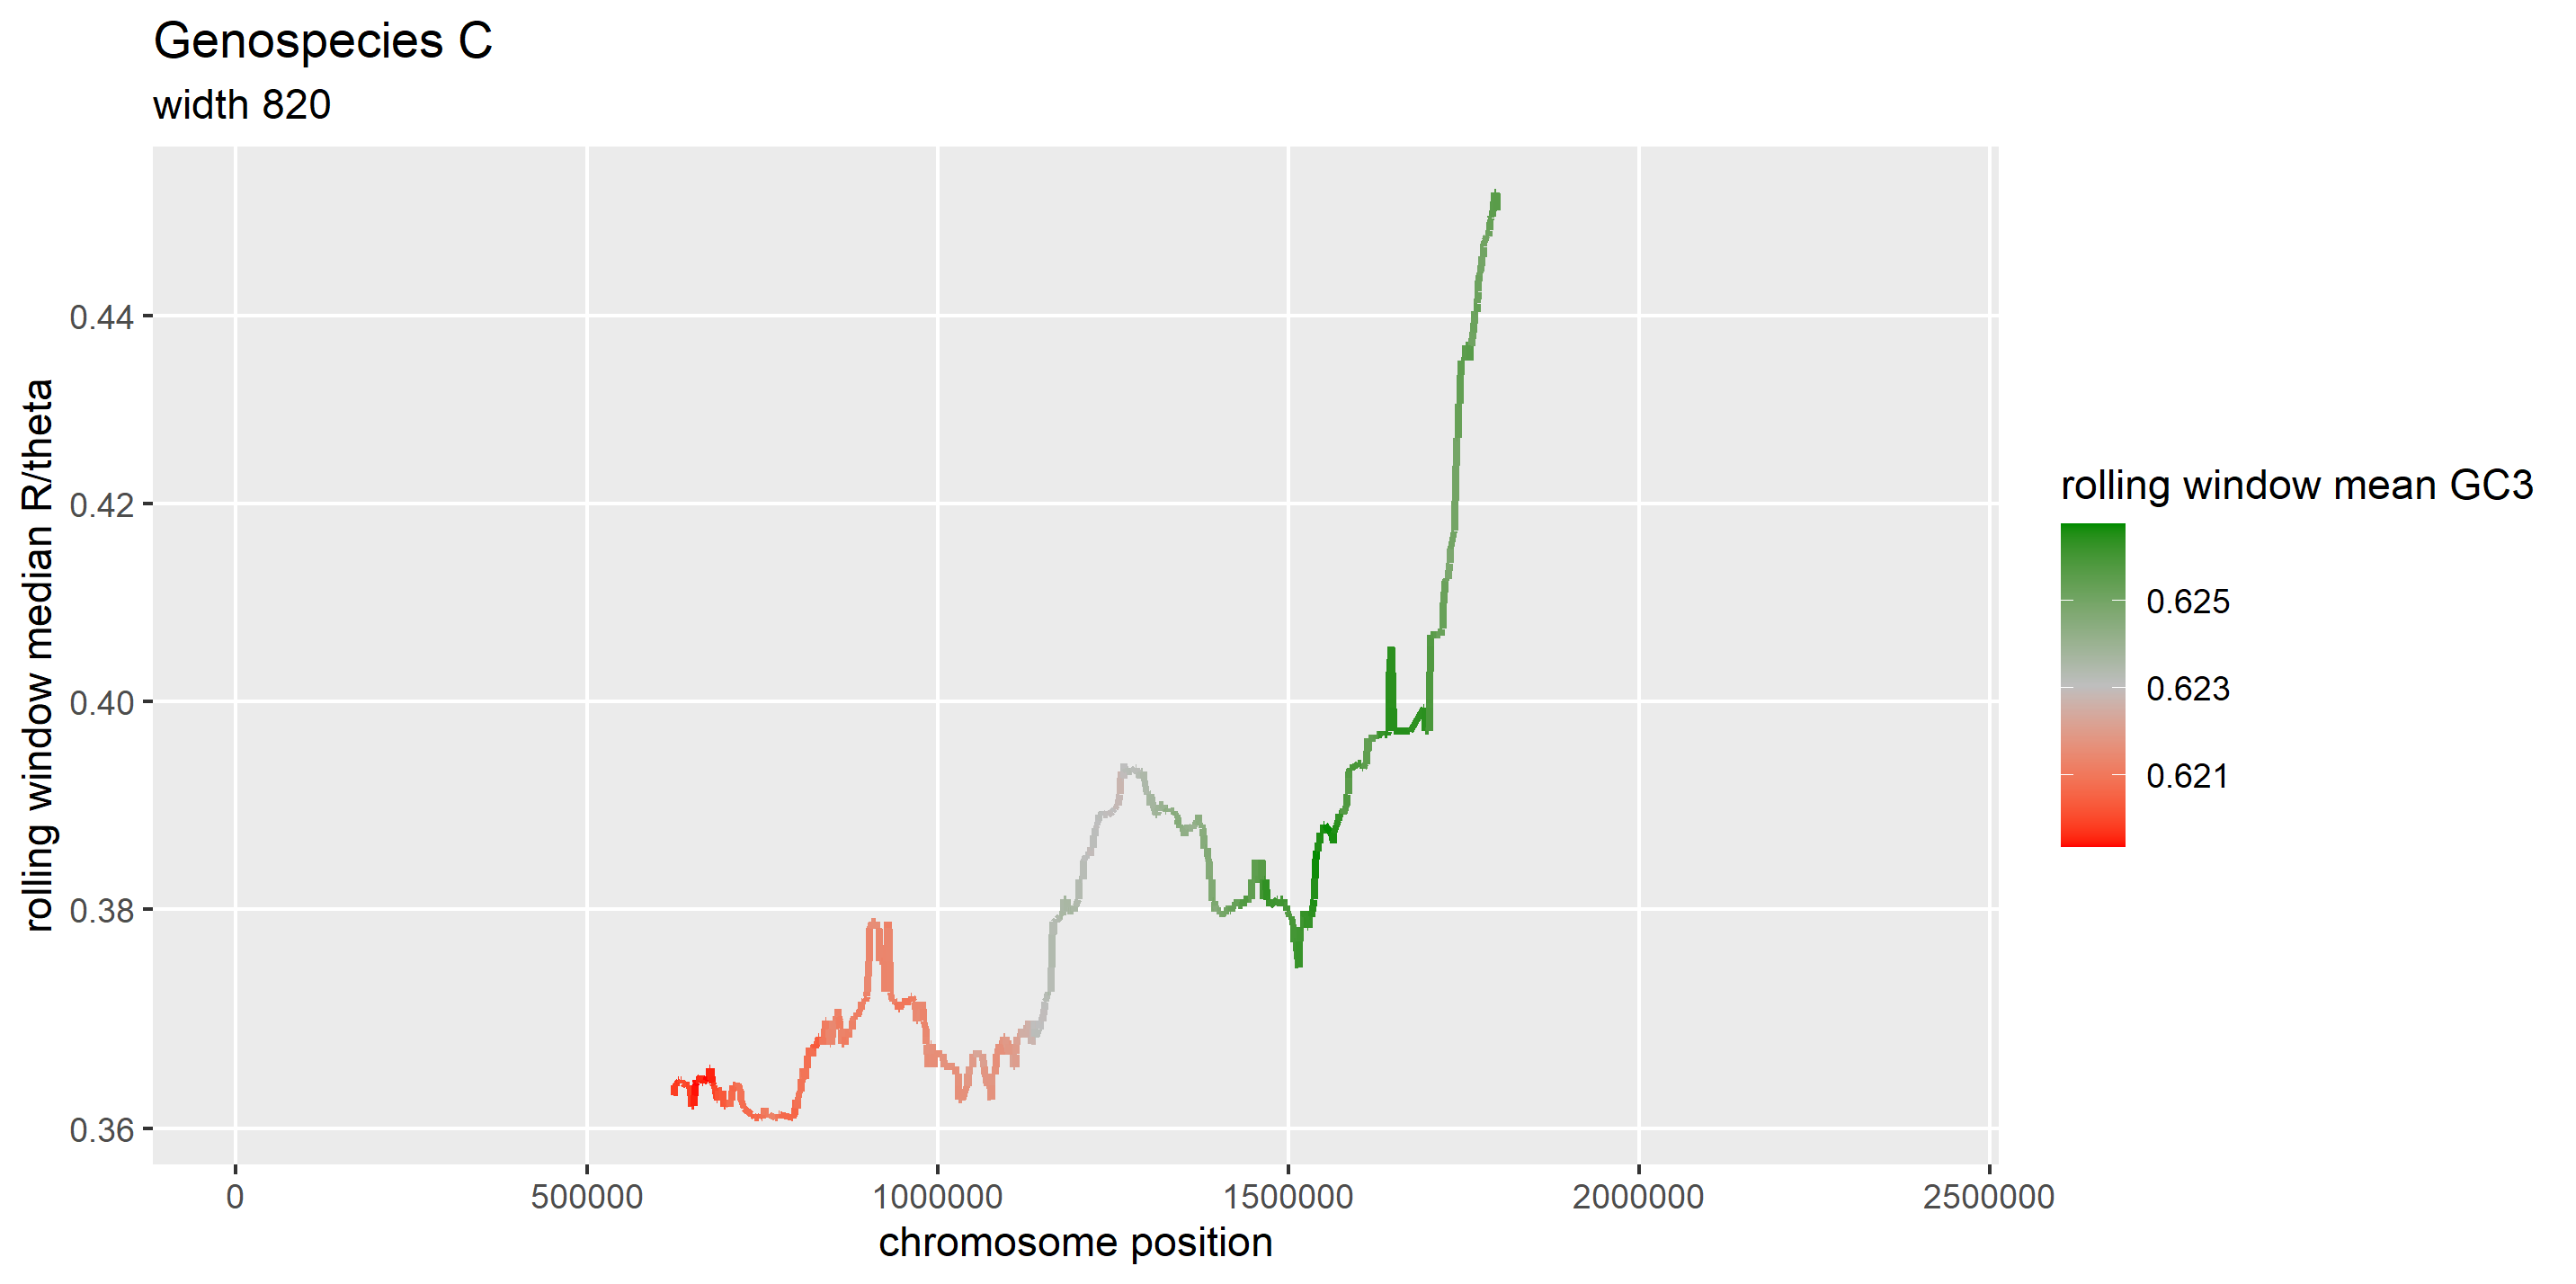 Genospecies C
width 820
rolling window median R/theta
0.44
0.42
0.40
0.38
0.36
0
500000
1000000
1500000
2000000
2500000
chromosome position
rolling window mean GC3
0.625
0.623
0.621